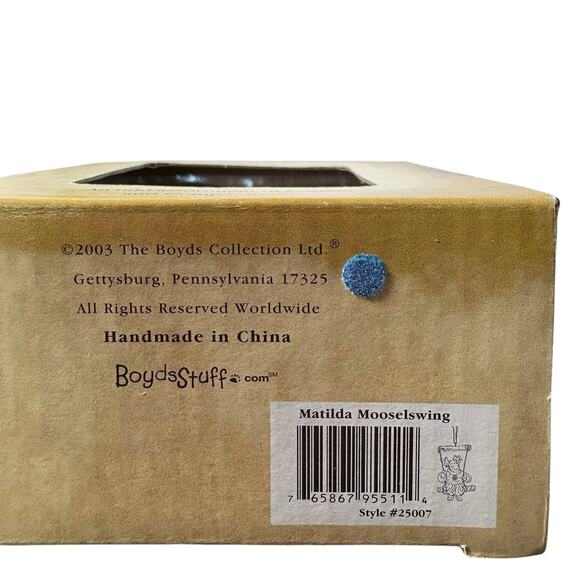 ©2003 The Boyds Collection Ltd.®
Gettysburg, Pennsylvania 17325
All Rights Reserved Worldwide
Handmade in China
BoydsStuff.com℠
Matilda Mooselswing
7 65867 95511 4
Style #25007